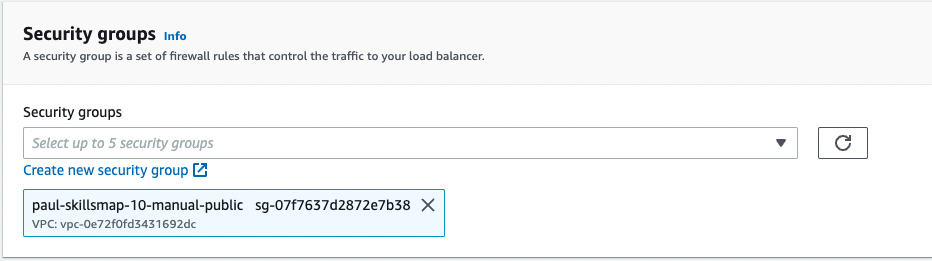 Security groups Info
A security group is a set of firewall rules that control the traffic to your load balancer.
Security groups
Select up to 5 security groups
Create new security group
paul-skillsmap-10-manual-public sg-07f7637d2872e7b38
VPC: vpc-0e72f0fd3431692dc